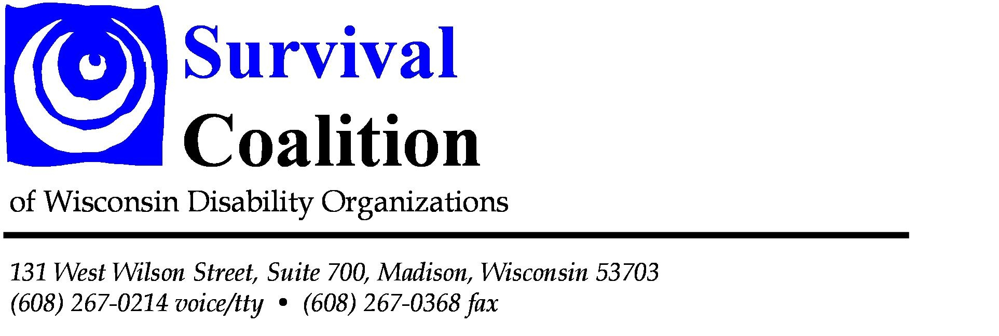 Survival
Coalition
of Wisconsin Disability Organizations
131 West Wilson Street, Suite 700, Madison, Wisconsin 53703
(608) 267-0214 voice/tty • (608) 267-0368 fax